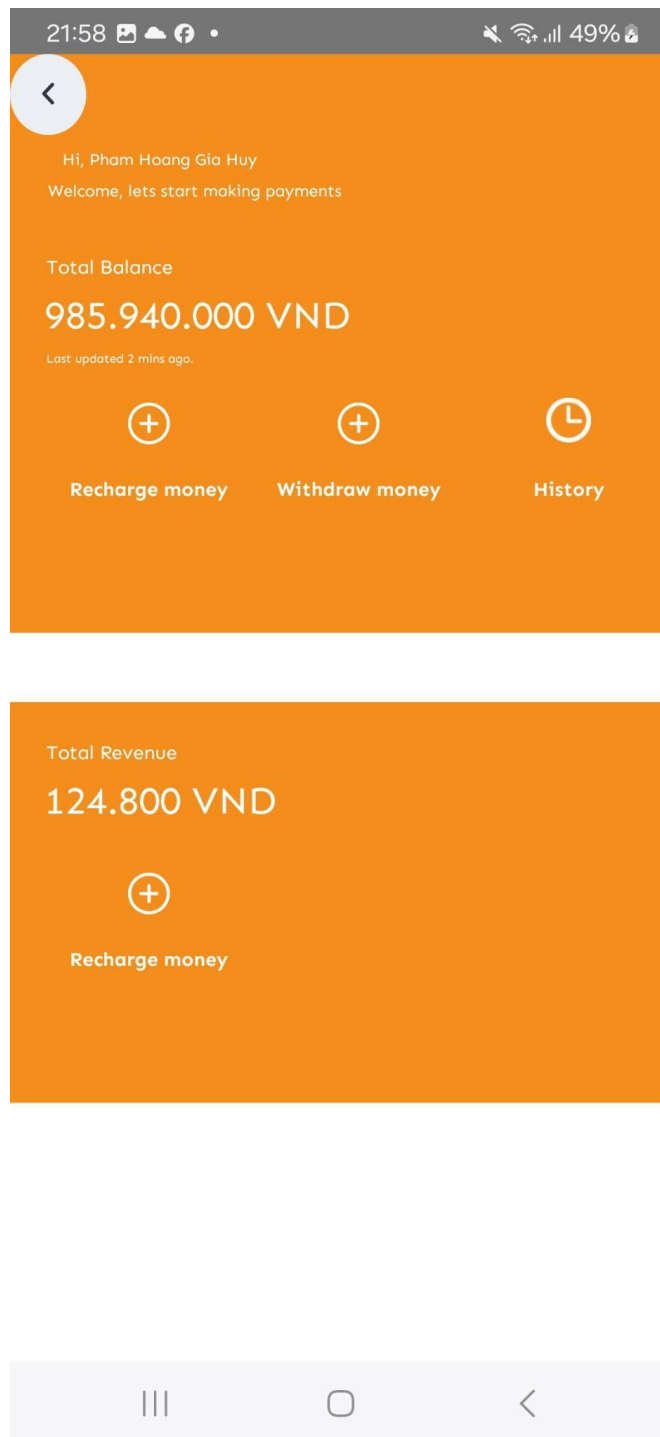 21:58
49%
Hi, Pham Hoang Gia Huy
Welcome, lets start making payments
Total Balance
985.940.000 VND
Last updated 2 mins ago.
Recharge money Withdraw money History
Total Revenue
124.800 VND
Recharge money